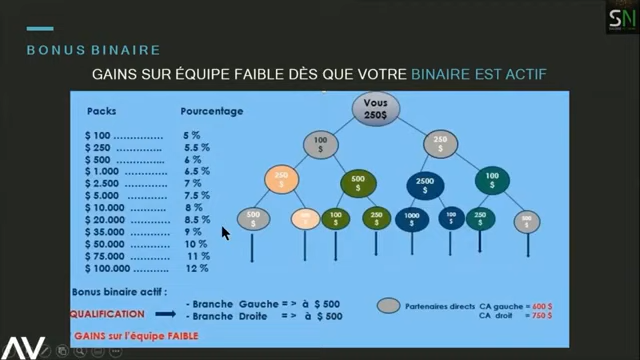 SN
BONUS BINAIRE
GAINS SUR ÉQUIPE FAIBLE DÈS QUE VOTRE BINAIRE EST ACTIF
Packs Pourcentage
$ 100 .............. 5 %
$ 250 ............. 5.5 %
$ 500 .............. 6 %
$ 1.000 ............. 6.5 %
$ 2.500 ............ 7 %
$ 5.000 ............ 7.5 %
$ 10.000 ........... 8 %
$ 20.000 ........... 8.5 %
$ 35.000 ........... 9 %
$ 50.000 ........... 10 %
$ 75.000 ........... 11 %
$ 100.000 .......... 12 %
Vous
250$
100
$
250
$
250
$
500
$
2500
$
100
$
500
$
100
$
250
$
1000
$
100
$
250
$
$
Bonus binaire actif :
QUALIFICATION
- Branche Gauche = > à $ 500
- Branche Droite = > à $ 500
GAINS sur l'équipe FAIBLE
Partenaires directs
CA gauche = 600 $
CA droit = 750 $
AV